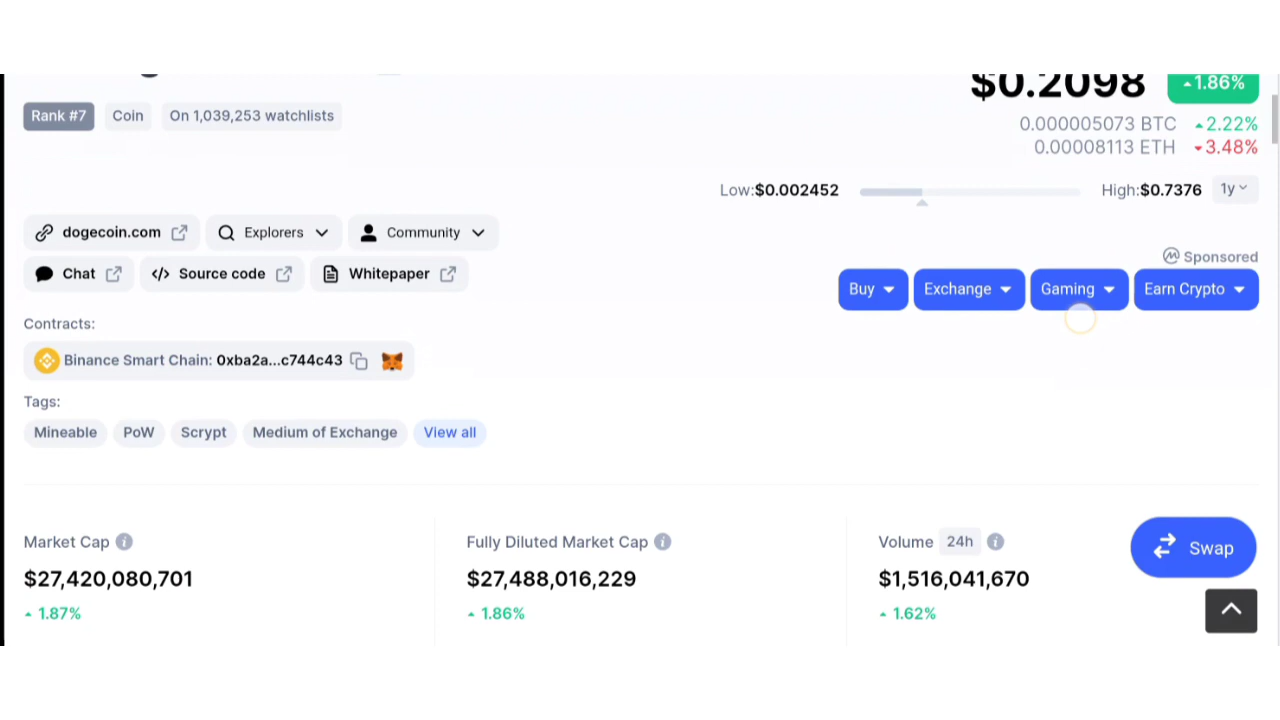 $0.2098 1.86%
Rank #7 Coin On 1,039,253 watchlists
0.000005073 BTC 2.22%
0.00008113 ETH 3.48%
Low:$0.002452 High:$0.7376 1y
dogecoin.com Explorers Community
Chat Source code Whitepaper
Sponsored
Buy Exchange Gaming Earn Crypto
Contracts:
Binance Smart Chain: 0xba2a...c744c43
Tags:
Mineable PoW Scrypt Medium of Exchange View all
Market Cap
$27,420,080,701
1.87%
Fully Diluted Market Cap
$27,488,016,229
1.86%
Volume 24h
$1,516,041,670
1.62%
Swap